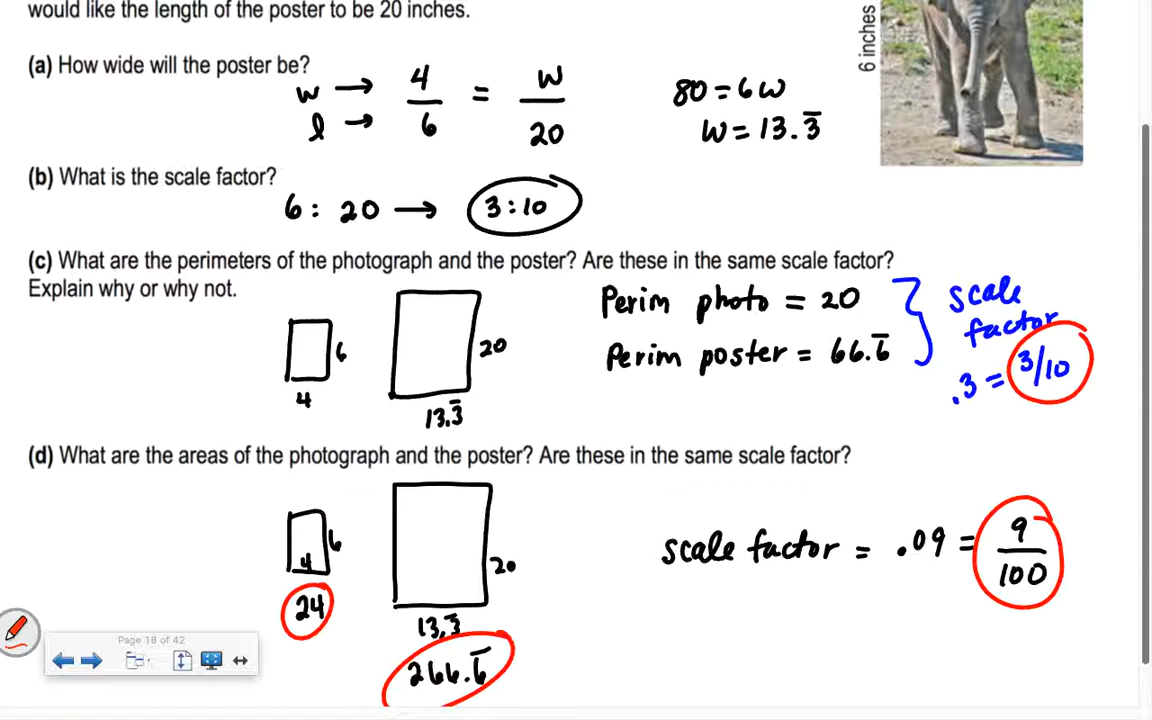 would like the length of the poster to be 20 inches.
6 inches
(a) How wide will the poster be?
w → 4/6 = w/20
l →
80 = 6w
w = 13.3̅
(b) What is the scale factor?
6 : 20 → 3:10
(c) What are the perimeters of the photograph and the poster? Are these in the same scale factor?
Explain why or why not.
6
4
20
13.3̅
Perim photo = 20
Perim poster = 66.6̅
scale
factor
.3 = 3/10
(d) What are the areas of the photograph and the poster? Are these in the same scale factor?
6
4
24
20
13.3̅
266.6̅
scale factor = .09 = 9/100
Page 18 of 42